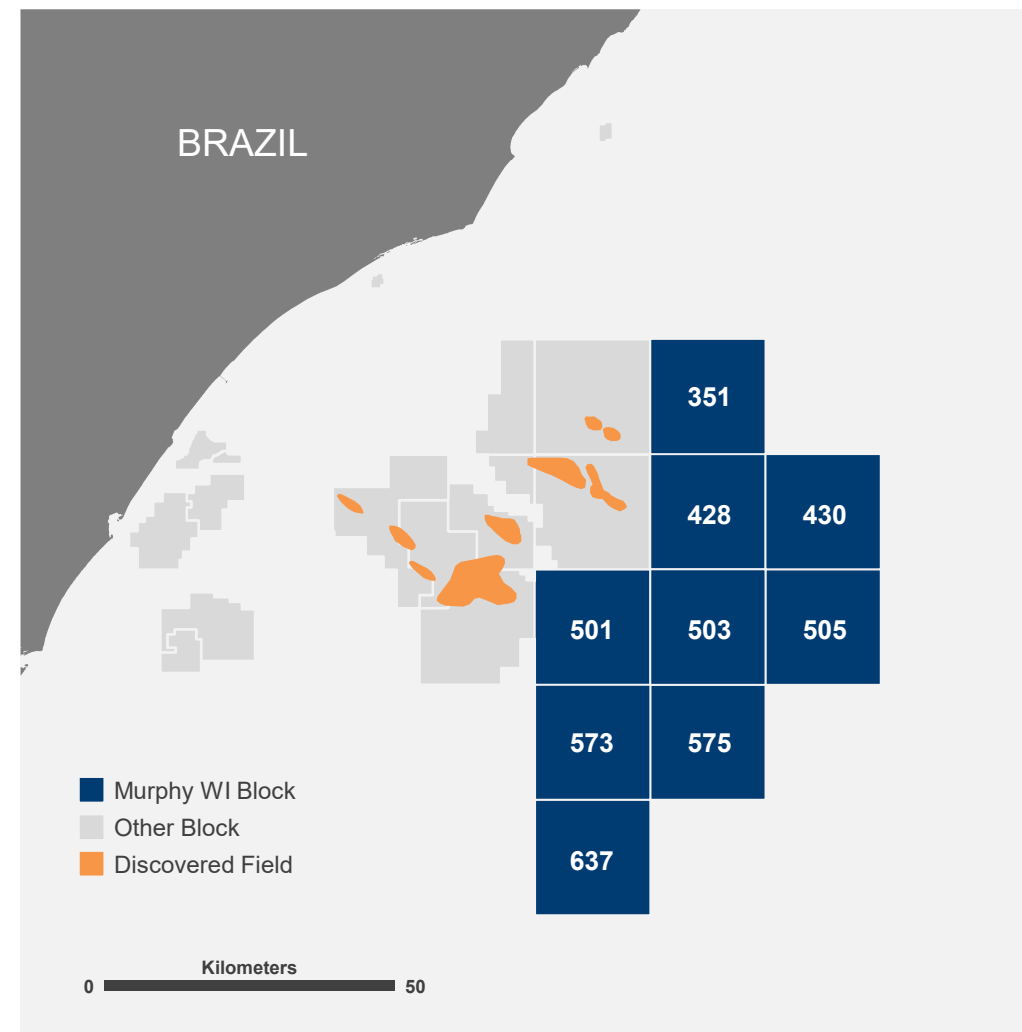 BRAZIL
351
428 430
501 503 505
573 575
637
Murphy WI Block
Other Block
Discovered Field
Kilometers
0 50